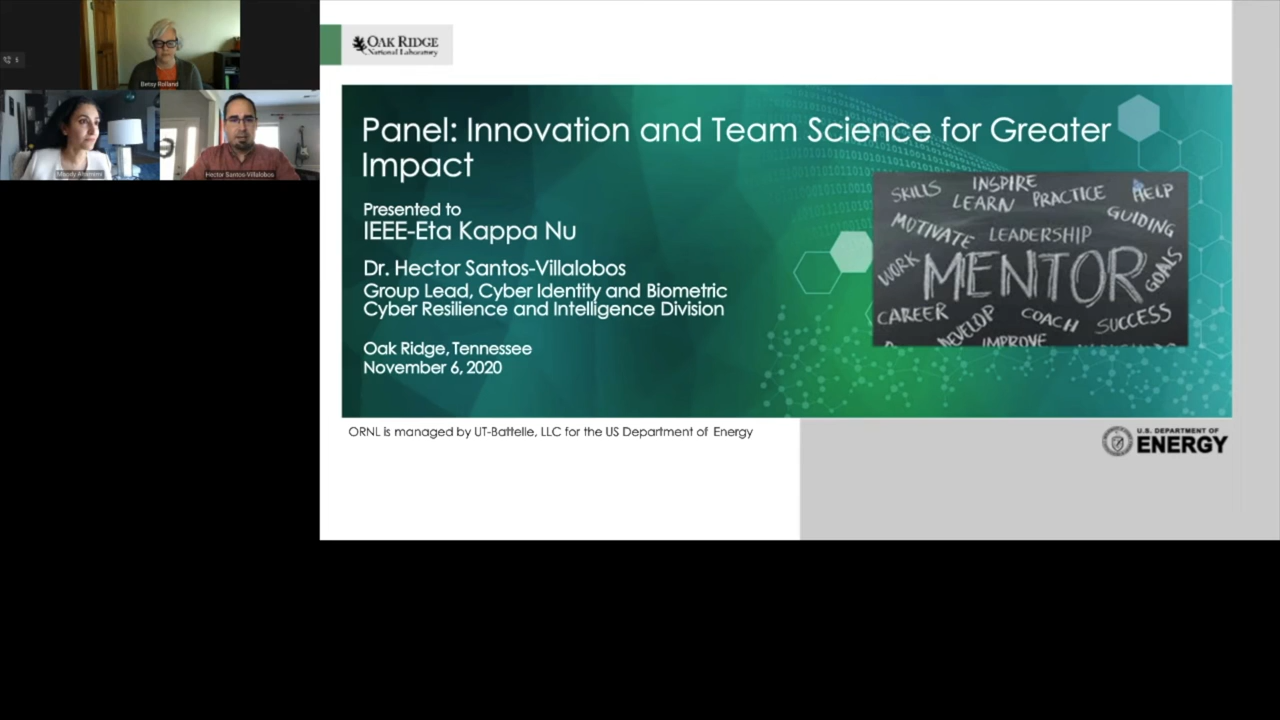 6
Betsy Rolland
Hector Santos-Villalobos
OAK RIDGE
National Laboratory
Panel: Innovation and Team Science for Greater
Impact
Presented to
IEEE-Eta Kappa Nu
Dr. Hector Santos-Villalobos
Group Lead, Cyber Identity and Biometric
Cyber Resilience and Intelligence Division
Oak Ridge, Tennessee
November 6, 2020
SKILLS INSPIRE HELP
LEARN PRACTICE
MOTIVATE LEADERSHIP GUIDING
WORK MENTOR GOALS
CAREER DEVELOP COACH SUCCESS
IMPROVE
ORNL is managed by UT-Battelle, LLC for the US Department of Energy
U.S. DEPARTMENT OF
ENERGY